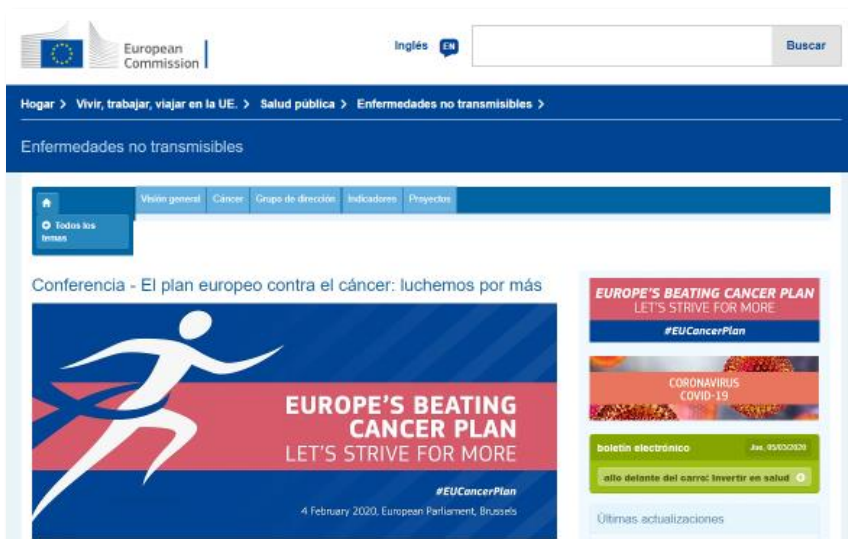 European
Commission
Inglés EN
Buscar
Hogar > Vivir, trabajar, viajar en la UE. > Salud pública > Enfermedades no transmisibles >
Enfermedades no transmisibles
Visión general Cáncer Grupo de dirección Indicadores Proyectos
Todos los
temas
Conferencia - El plan europeo contra el cáncer: luchemos por más
EUROPE'S BEATING
CANCER PLAN
LET'S STRIVE FOR MORE
#EUCancerPlan
4 February 2020, European Parliament, Brussels
EUROPE'S BEATING CANCER PLAN
LET'S STRIVE FOR MORE
#EUCancerPlan
CORONAVIRUS
COVID-19
boletín electrónico Jue, 05/03/2020
allo delante del carro: Invertir en salud
Últimas actualizaciones